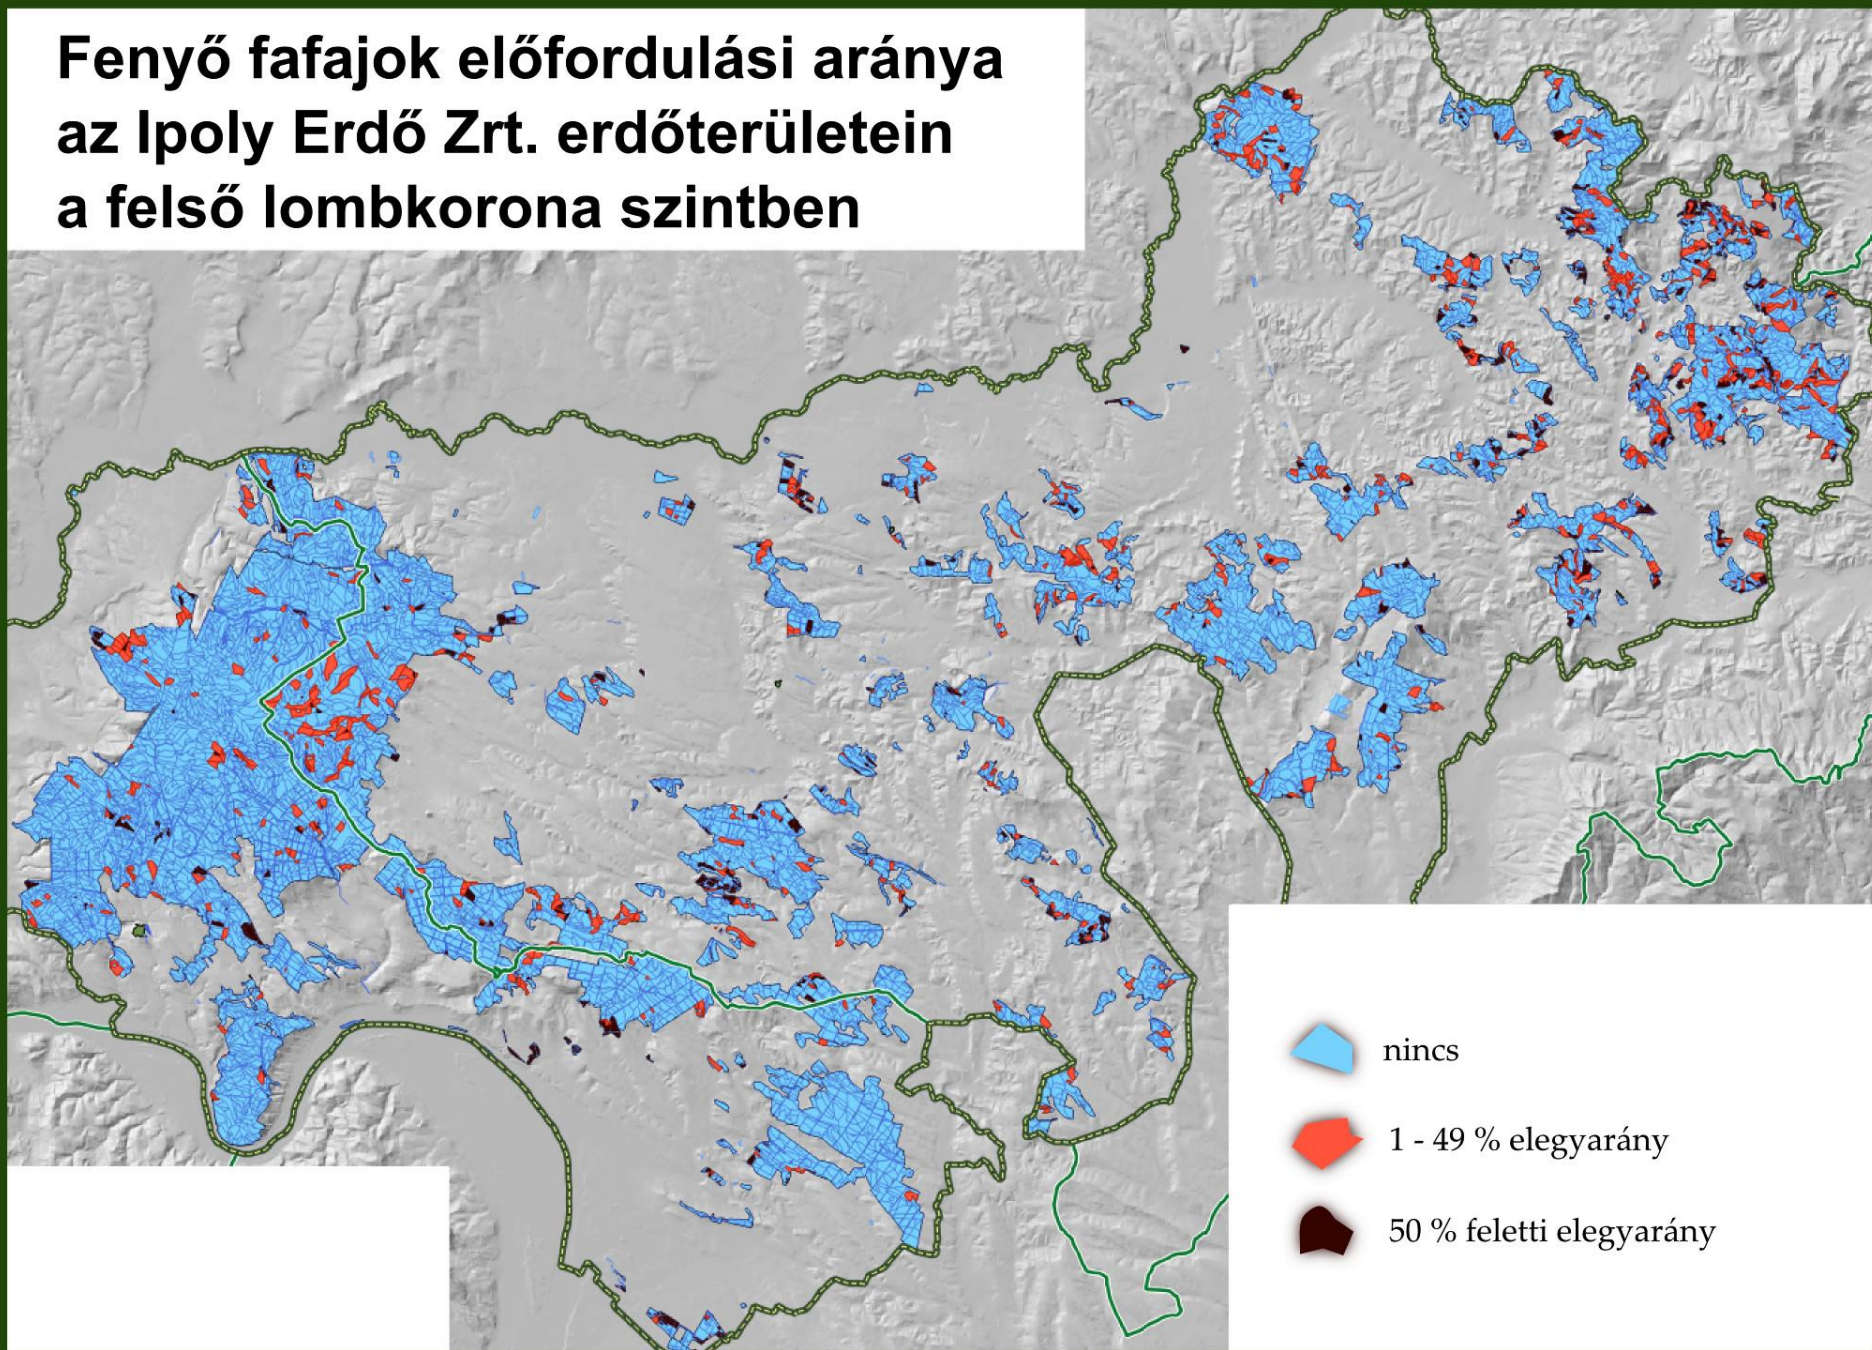 Fenyő fafajok előfordulási aránya
az Ipoly Erdő Zrt. erdőterületein
a felső lombkorona szintben
nincs
1 - 49 % elegyarány
50 % feletti elegyarány